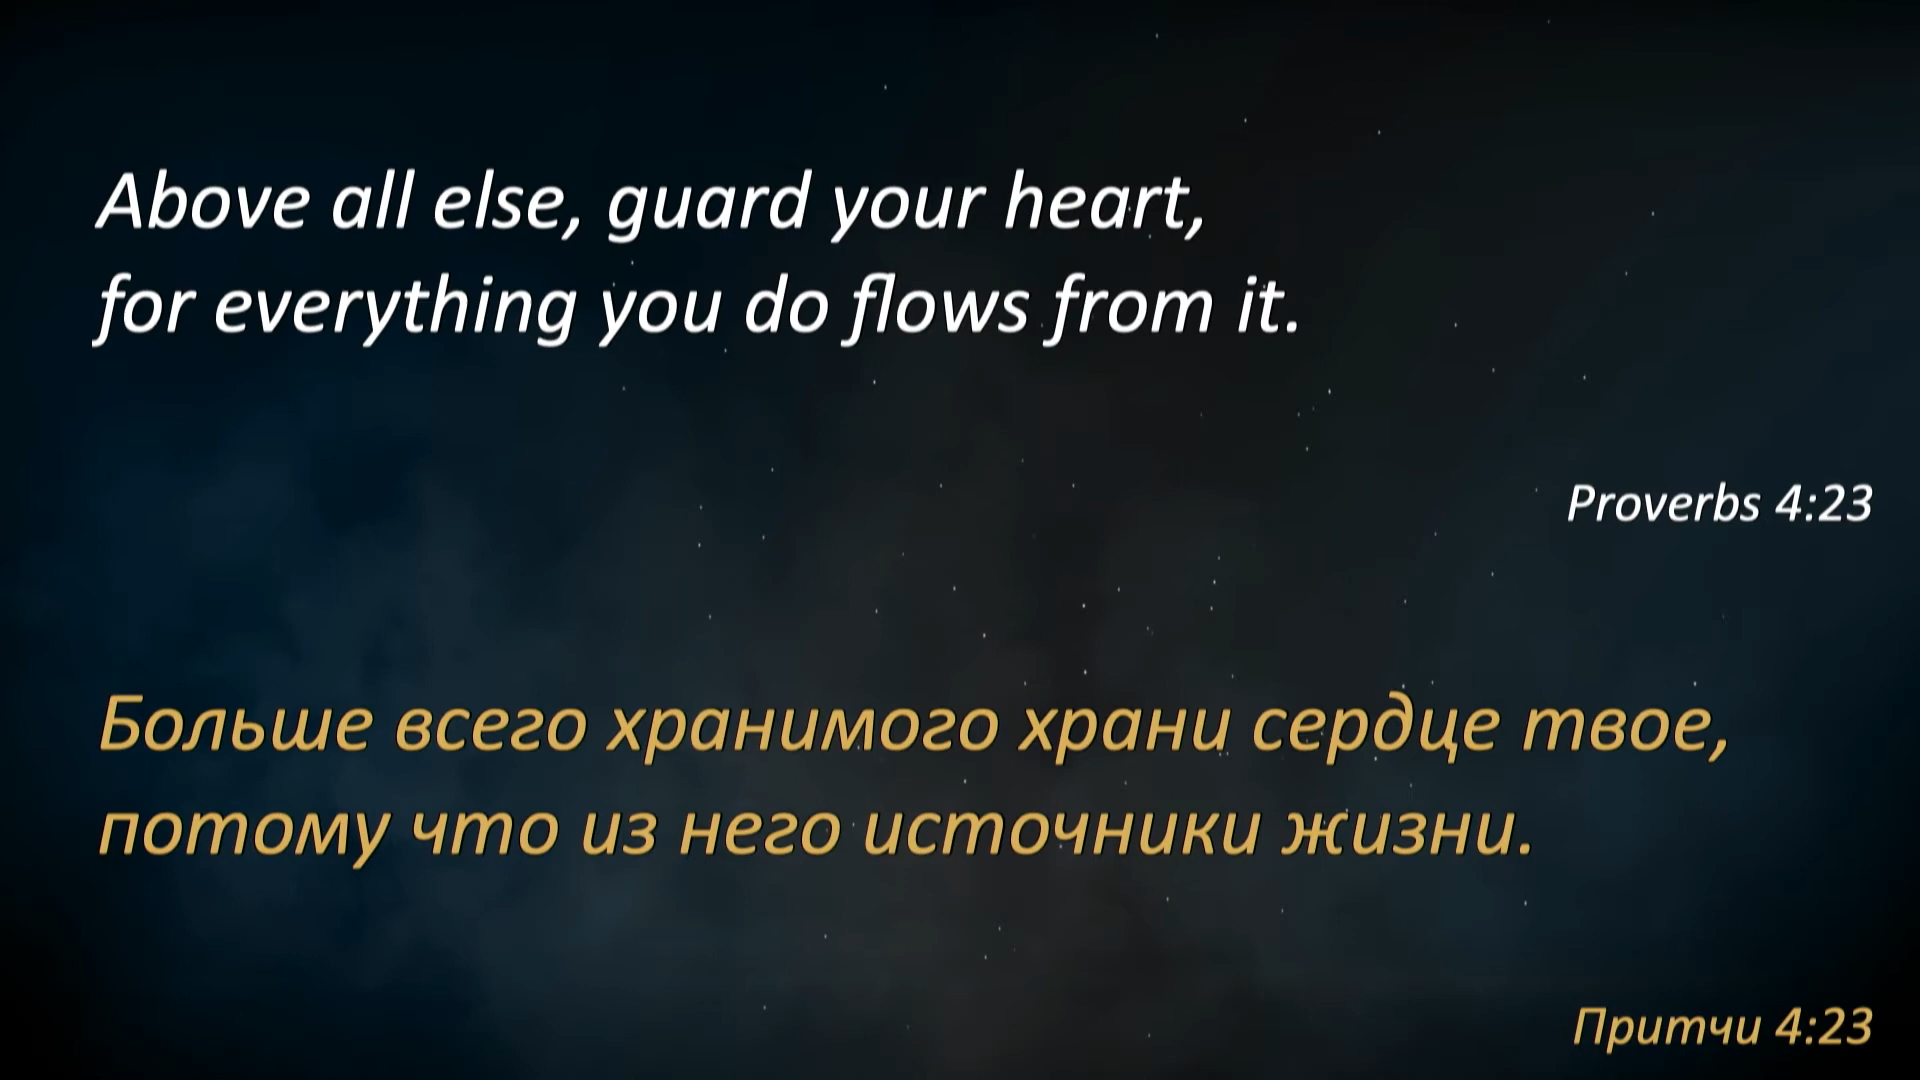 Above all else, guard your heart,
for everything you do flows from it.
Proverbs 4:23
Больше всего хранимого храни сердце твое,
потому что из него источники жизни.
Притчи 4:23